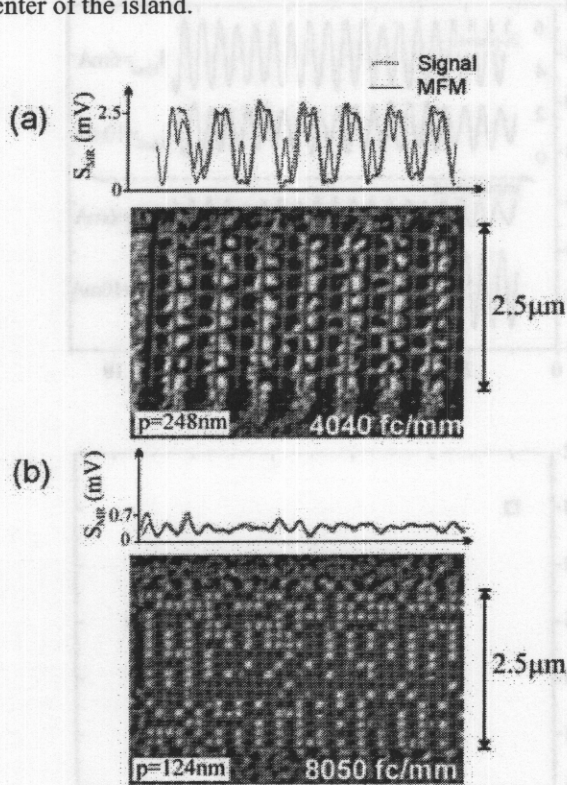 enter of the island.
Signal
MFM
(a)
S_MR (mV)
2.5
0
2.5µm
p=248nm
4040 fc/mm
(b)
S_MR (mV)
0.7
0
2.5µm
p=124nm
8050 fc/mm